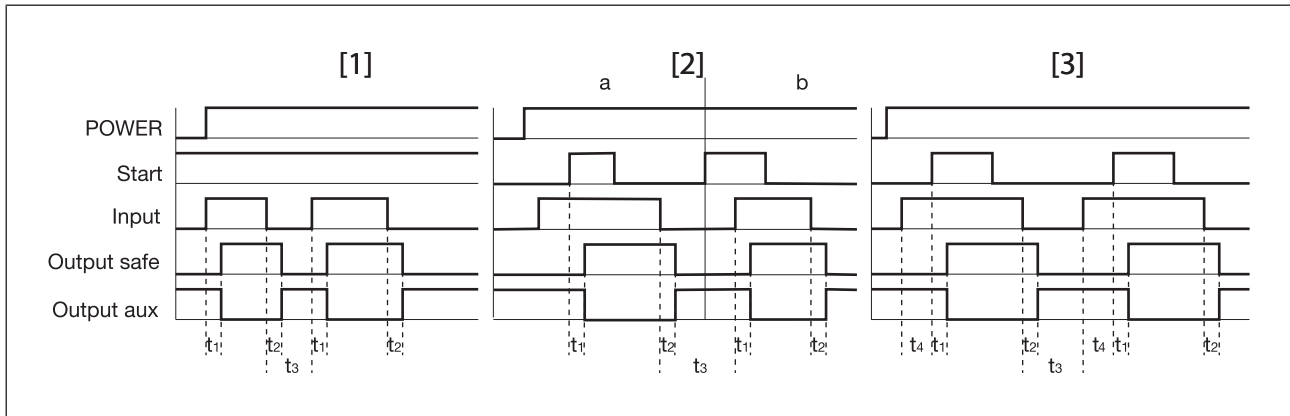 [1] [2] [3]
a b
POWER
Start
Input
Output safe
Output aux
t1 t2 t1 t2 t1 t2 t1 t2 t4 t1 t2 t4 t1 t2
t3 t3 t3